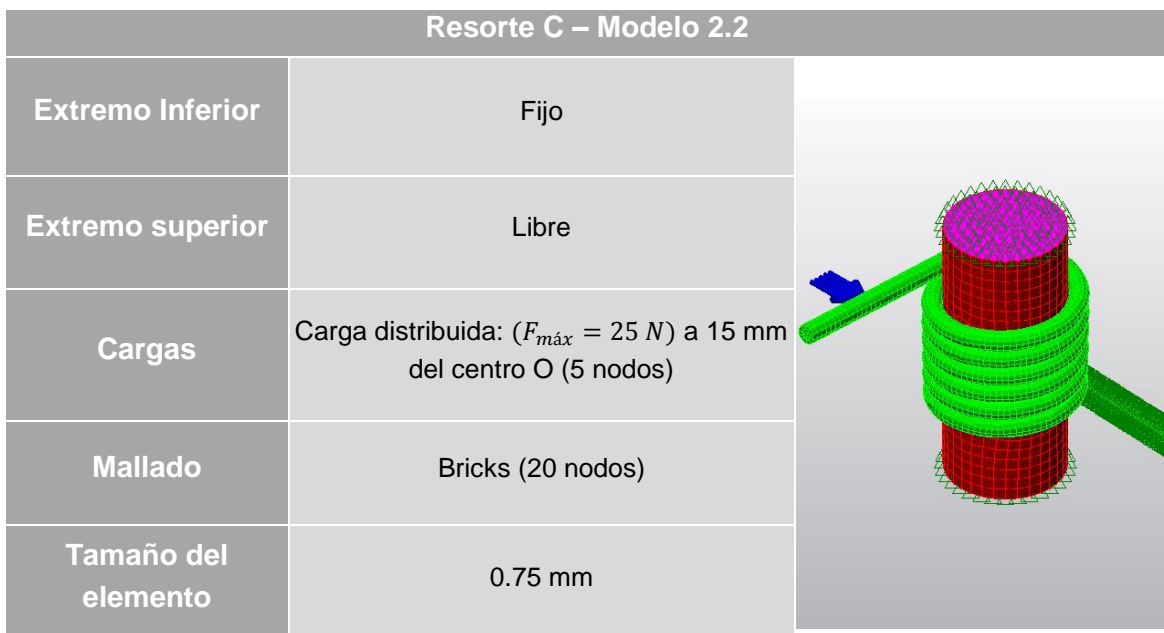 Resorte C – Modelo 2.2
Extremo Inferior
Fijo
Extremo superior
Libre
Cargas
Carga distribuida: (𝐹𝑚á𝑥 = 25 𝑁) a 15 mm
del centro O (5 nodos)
Mallado
Bricks (20 nodos)
Tamaño del
elemento
0.75 mm